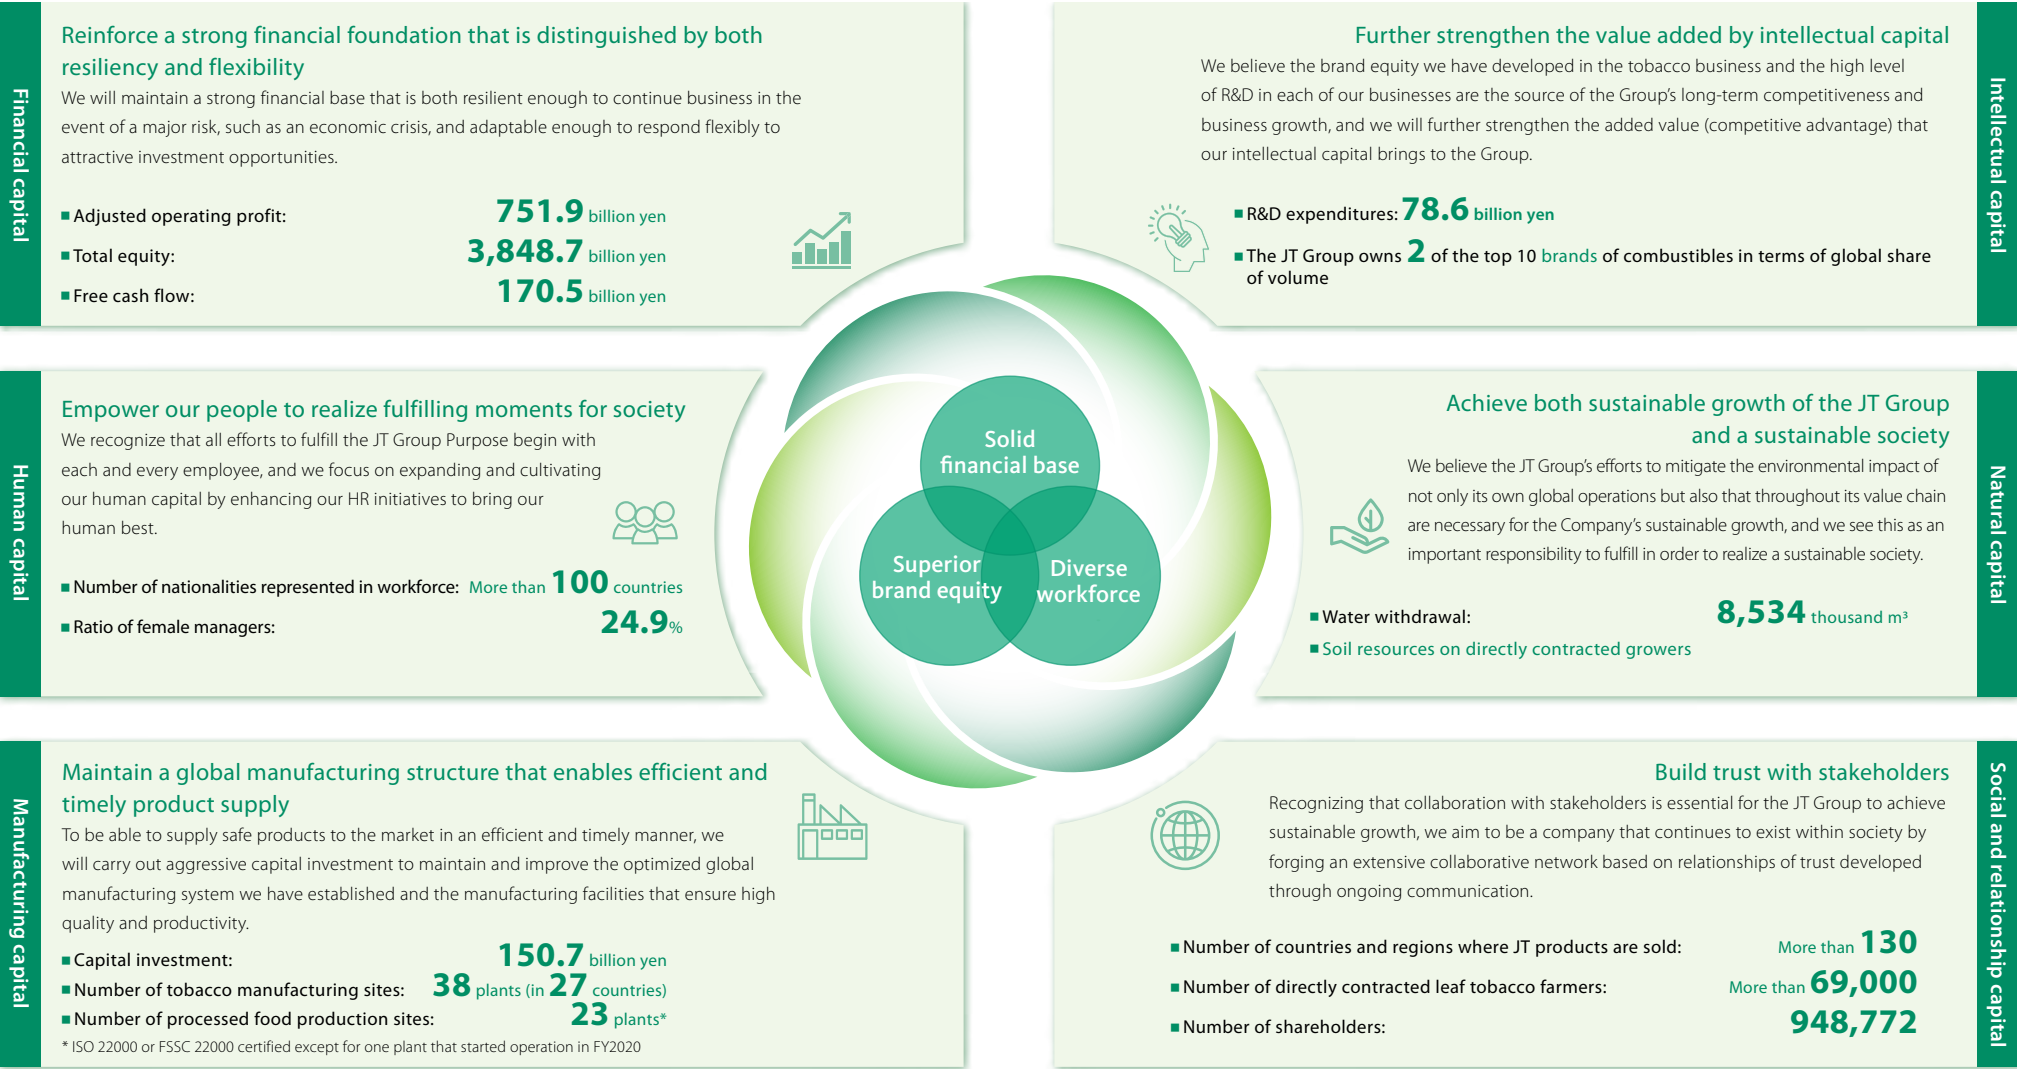 Financial capital
Reinforce a strong financial foundation that is distinguished by both
resiliency and flexibility
We will maintain a strong financial base that is both resilient enough to continue business in the
event of a major risk, such as an economic crisis, and adaptable enough to respond flexibly to
attractive investment opportunities.
■ Adjusted operating profit: 751.9 billion yen
■ Total equity: 3,848.7 billion yen
■ Free cash flow: 170.5 billion yen
Intellectual capital
Further strengthen the value added by intellectual capital
We believe the brand equity we have developed in the tobacco business and the high level
of R&D in each of our businesses are the source of the Group's long-term competitiveness and
business growth, and we will further strengthen the added value (competitive advantage) that
our intellectual capital brings to the Group.
■ R&D expenditures: 78.6 billion yen
■ The JT Group owns 2 of the top 10 brands of combustibles in terms of global share
of volume
Human capital
Empower our people to realize fulfilling moments for society
We recognize that all efforts to fulfill the JT Group Purpose begin with
each and every employee, and we focus on expanding and cultivating
our human capital by enhancing our HR initiatives to bring our
human best.
■ Number of nationalities represented in workforce: More than 100 countries
■ Ratio of female managers: 24.9%
Solid
financial base
Superior
brand equity
Diverse
workforce
Natural capital
Achieve both sustainable growth of the JT Group
and a sustainable society
We believe the JT Group's efforts to mitigate the environmental impact of
not only its own global operations but also that throughout its value chain
are necessary for the Company's sustainable growth, and we see this as an
important responsibility to fulfill in order to realize a sustainable society.
■ Water withdrawal: 8,534 thousand m³
■ Soil resources on directly contracted growers
Manufacturing capital
Maintain a global manufacturing structure that enables efficient and
timely product supply
To be able to supply safe products to the market in an efficient and timely manner, we
will carry out aggressive capital investment to maintain and improve the optimized global
manufacturing system we have established and the manufacturing facilities that ensure high
quality and productivity.
■ Capital investment: 150.7 billion yen
■ Number of tobacco manufacturing sites: 38 plants (in 27 countries)
■ Number of processed food production sites: 23 plants*
* ISO 22000 or FSSC 22000 certified except for one plant that started operation in FY2020
Social and relationship capital
Build trust with stakeholders
Recognizing that collaboration with stakeholders is essential for the JT Group to achieve
sustainable growth, we aim to be a company that continues to exist within society by
forging an extensive collaborative network based on relationships of trust developed
through ongoing communication.
■ Number of countries and regions where JT products are sold: More than 130
■ Number of directly contracted leaf tobacco farmers: More than 69,000
■ Number of shareholders: 948,772